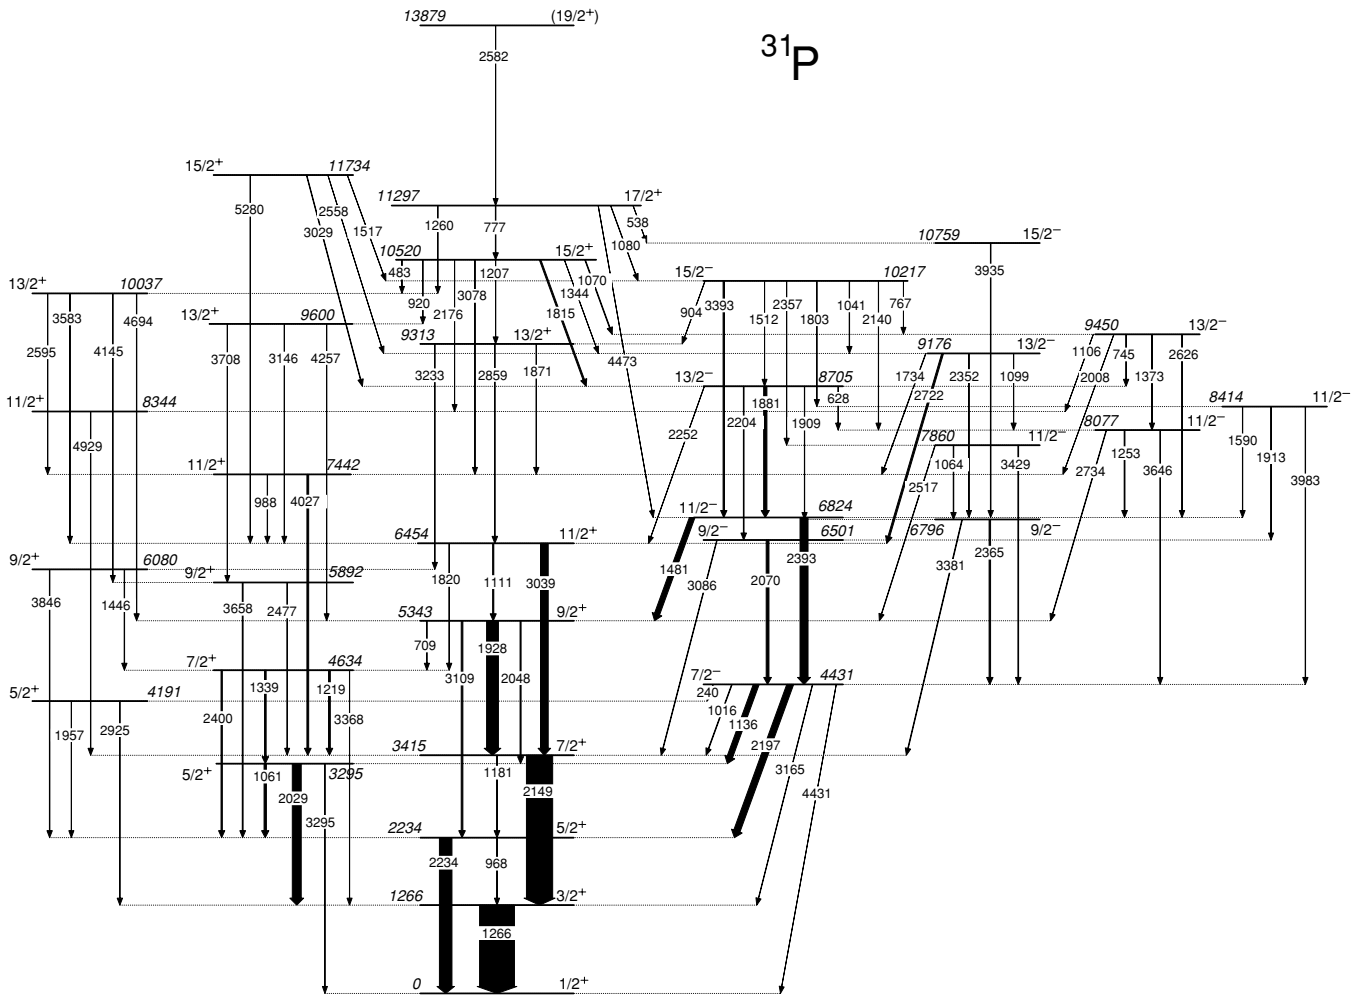 13879 (19/2+)
31P
2582
15/2+ 11734
11297 17/2+
5280 2558 3029 1517 1260 777 538 1080
10759 15/2−
10520 15/2+
483 920 2176 3078 1207 1815 1344 1070 4473 3935
15/2− 10217
13/2+ 10037
3583 2595 4145 4694
904 3393 1512 2357 1803 1041 2140 767
13/2+ 9600
3708 3146 4257
9450 13/2−
1106 745 2008 1373 2626
9313 13/2+
3233 2859 1871
9176 13/2−
1734 2722 2352 1099
13/2− 8705
2252 2204 1881 1909 628
8414 11/2−
1590 1913 3983
11/2+ 8344
4929
8077 11/2−
2734 1253 3646
7860 11/2−
2517 1064 3429
11/2+ 7442
988 4027
11/2− 6824
1481 2393
6796 9/2−
3381 2365
9/2− 6501
3086 2070
6454 11/2+
1820 1111 3039
9/2+ 6080
3846 1446
9/2+ 5892
3658 2477
5343 9/2+
709 3109 1928 2048
7/2+ 4634
2400 1339 1219 3368
7/2− 4431
240 1016 1136 2197 3165 4431
5/2+ 4191
1957 2925
3415 7/2+
1181 2149
5/2+ 3295
1061 2029 3295
2234 5/2+
2234 968
1266 3/2+
1266
0 1/2+